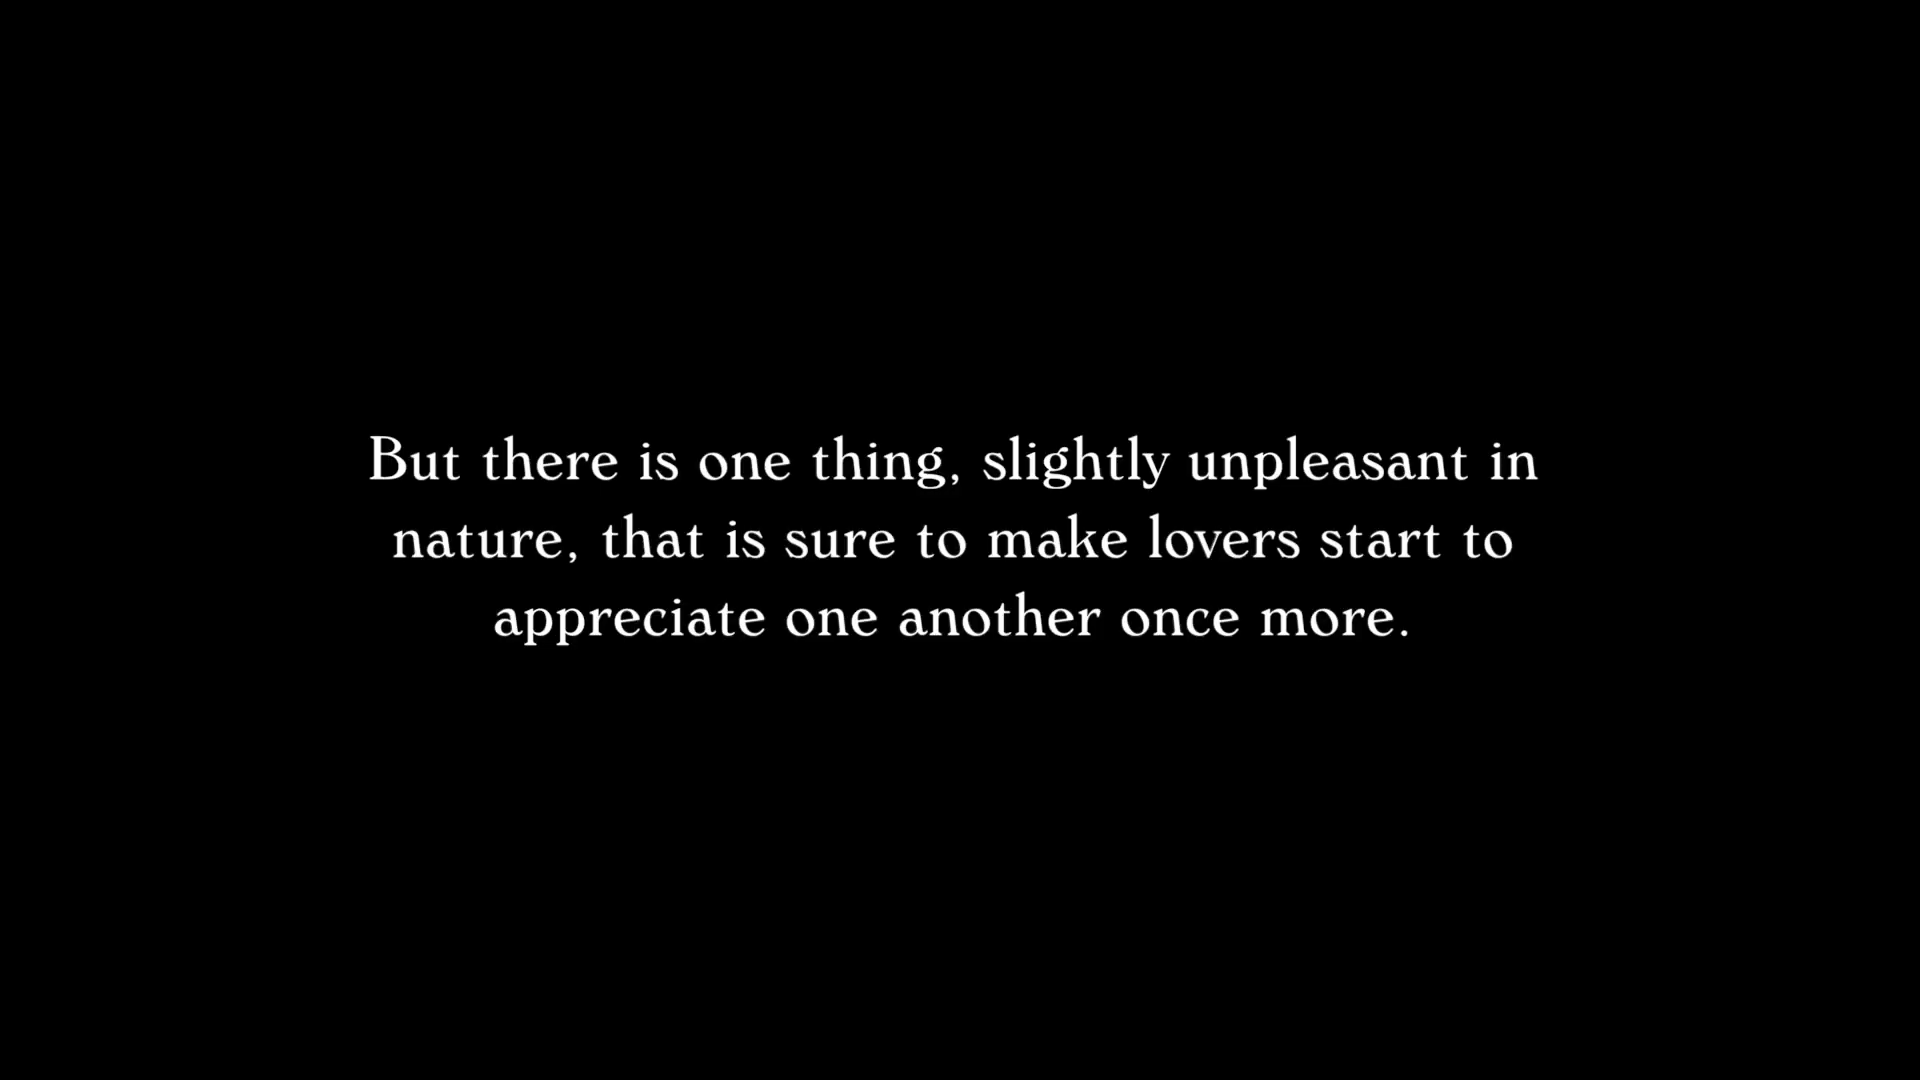 But there is one thing, slightly unpleasant in
nature, that is sure to make lovers start to
appreciate one another once more.